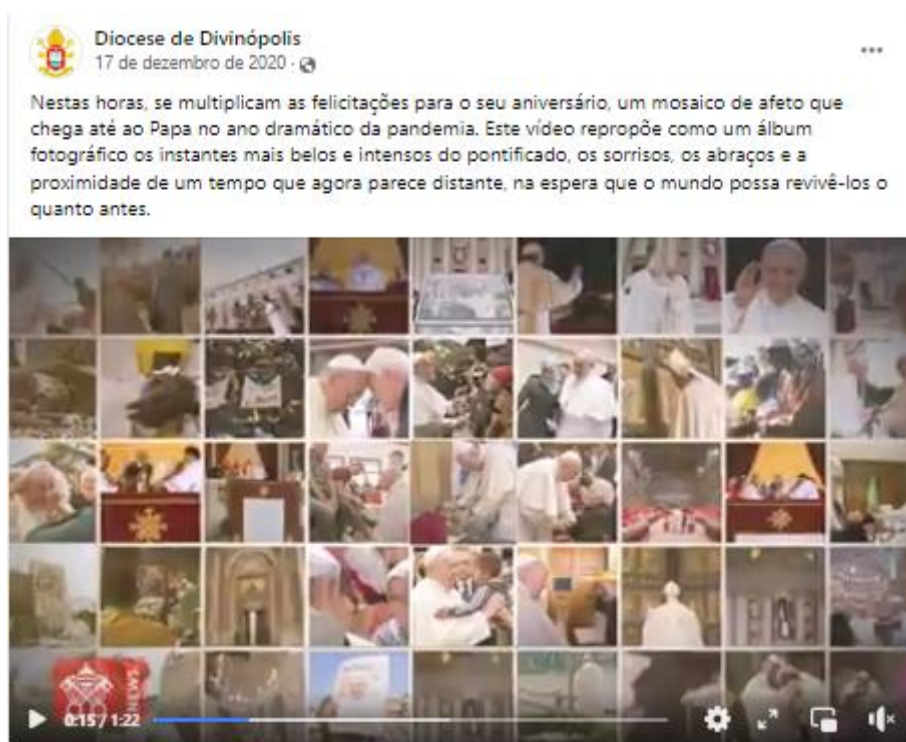 Diocese de Divinópolis
17 de dezembro de 2020 ·
Nestas horas, se multiplicam as felicitações para o seu aniversário, um mosaico de afeto que
chega até ao Papa no ano dramático da pandemia. Este vídeo repropõe como um álbum
fotográfico os instantes mais belos e intensos do pontificado, os sorrisos, os abraços e a
proximidade de um tempo que agora parece distante, na espera que o mundo possa revivê-los o
quanto antes.
NEWS
0:15 / 1:22